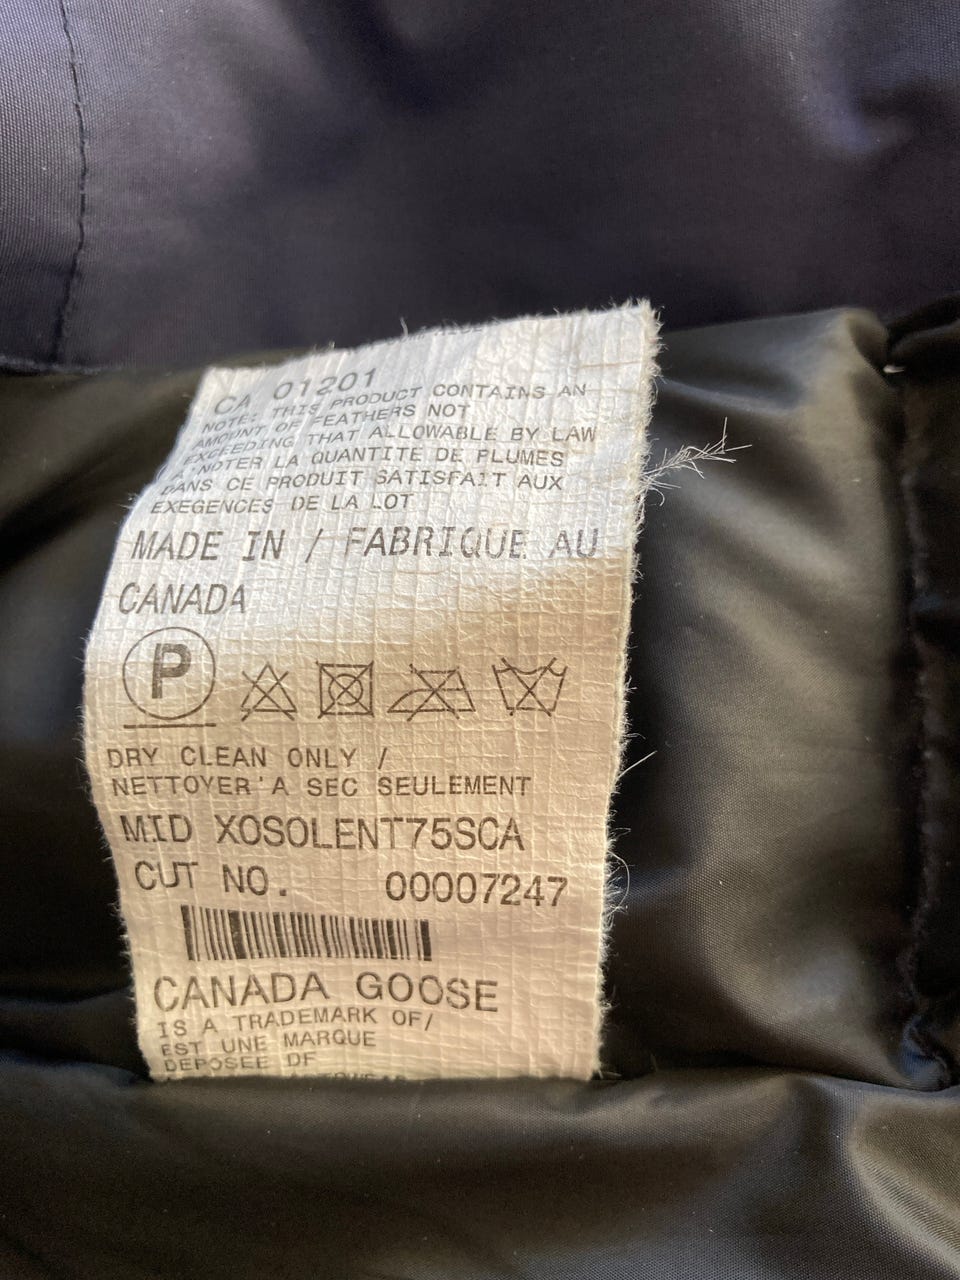 CA 01201
NOTE: THIS PRODUCT CONTAINS AN
AMOUNT OF FEATHERS NOT
EXCEEDING THAT ALLOWABLE BY LAW
NOTER LA QUANTITE DE PLUMES
DANS CE PRODUIT SATISFAIT AUX
EXEGENCES DE LA LOT
MADE IN / FABRIQUE AU
CANADA
P
DRY CLEAN ONLY /
NETTOYER'A SEC SEULEMENT
MID XOSOLENT75SCA
CUT NO. 00007247
CANADA GOOSE
IS A TRADEMARK OF/
EST UNE MARQUE
DEPOSEE DF